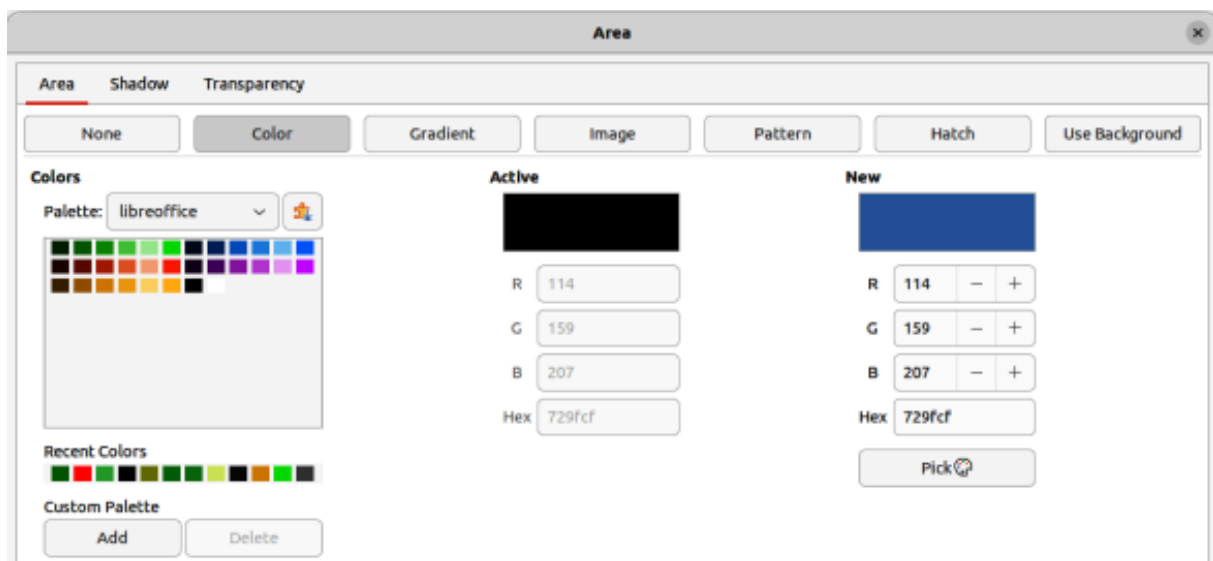 Area
Area Shadow Transparency
None Color Gradient Image Pattern Hatch Use Background
Colors Active New
Palette: libreoffice
R 114 R 114 − +
G 159 G 159 − +
B 207 B 207 − +
Hex 729fcf Hex 729fcf
Recent Colors
Pick
Custom Palette
Add Delete